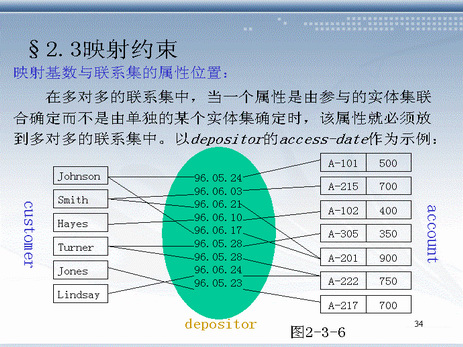 §2.3映射约束
映射基数与联系集的属性位置：
在多对多的联系集中，当一个属性是由参与的实体集联
合确定而不是由单独的某个实体集确定时，该属性就必须放
到多对多的联系集中。以depositor的access-date作为示例：
customer
Johnson
Smith
Hayes
Turner
Jones
Lindsay
96.05.24
96.06.03
96.06.21
96.06.10
96.06.17
96.05.28
96.05.28
96.06.24
96.05.23
depositor
A-101 500
A-215 700
A-102 400
A-305 350
A-201 900
A-222 750
A-217 700
account
图2-3-6
34